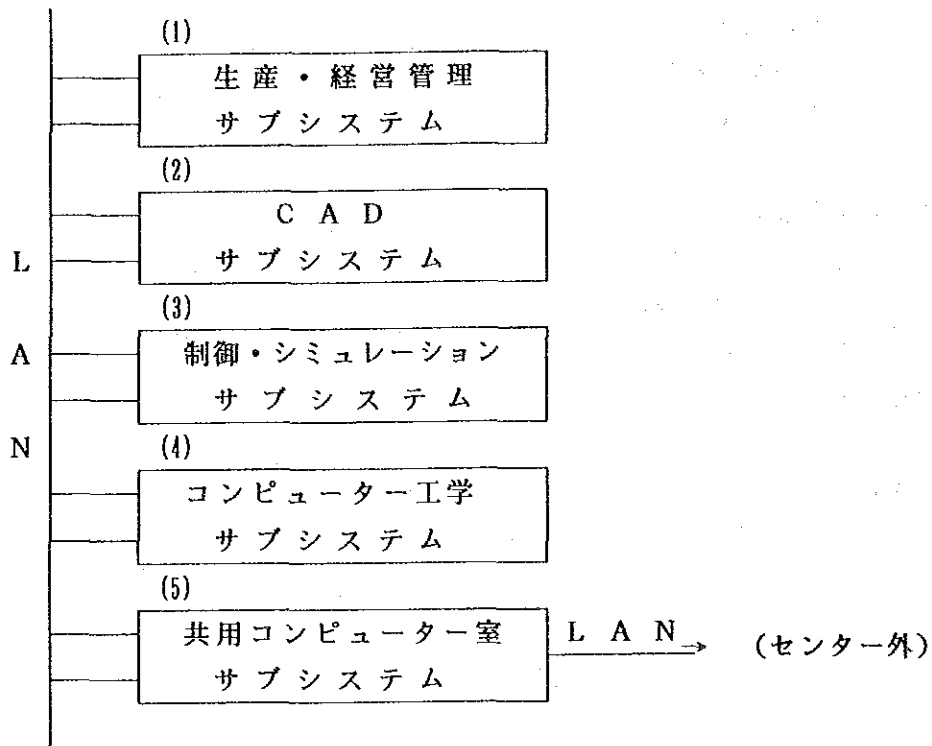 (1)
生産・経営管理
サブシステム
(2)
CAD
サブシステム
(3)
制御・シミュレーション
サブシステム
(4)
コンピューター工学
サブシステム
(5)
共用コンピューター室
サブシステム
LAN
(センター外)
LAN